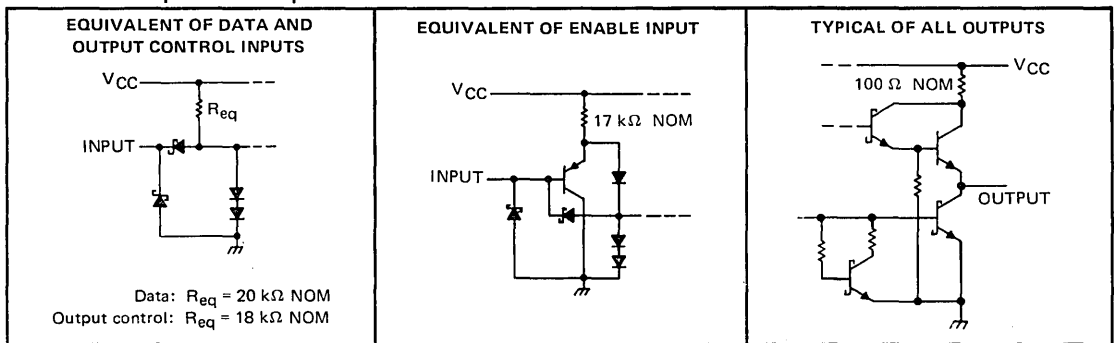 EQUIVALENT OF DATA AND
OUTPUT CONTROL INPUTS
VCC
Req
INPUT
Data: Req = 20 kΩ NOM
Output control: Req = 18 kΩ NOM
EQUIVALENT OF ENABLE INPUT
VCC
17 kΩ NOM
INPUT
TYPICAL OF ALL OUTPUTS
VCC
100 Ω NOM
OUTPUT